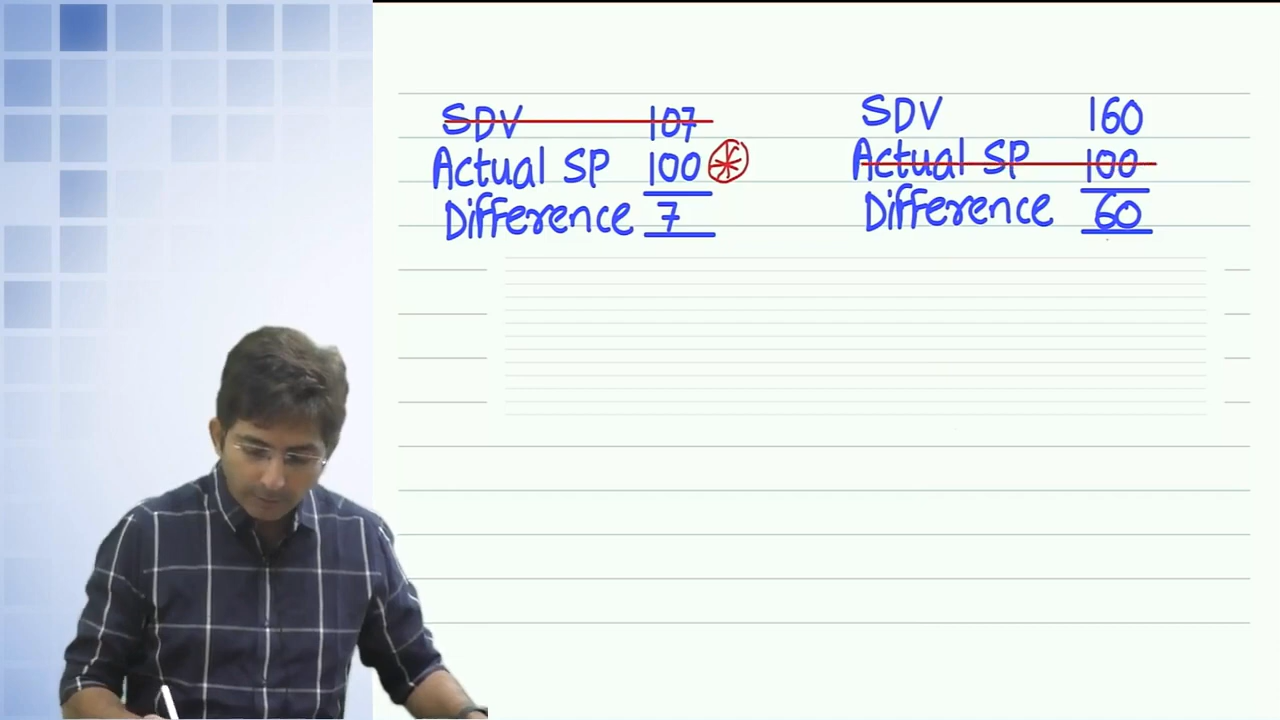 SDV 107
Actual SP 100
Difference 7
SDV 160
Actual SP 100
Difference 60